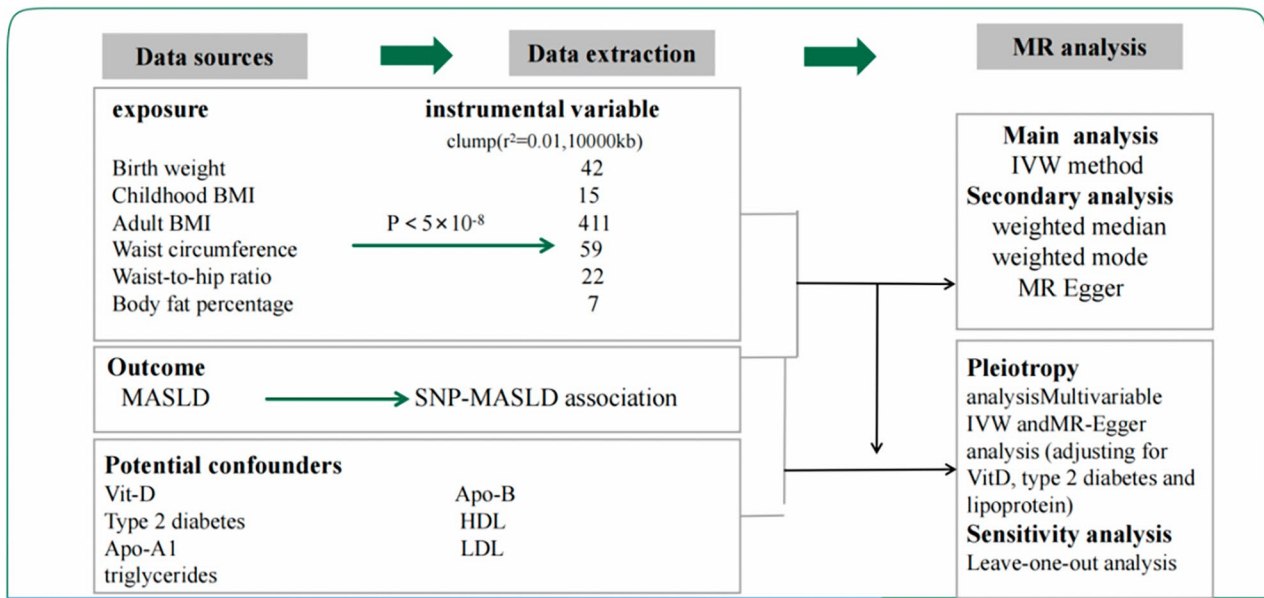 Data sources
Data extraction
MR analysis
exposure
instrumental variable
clump(r²=0.01,10000kb)
Birth weight
42
Childhood BMI
15
Adult BMI
P < 5×10⁻⁸
411
Waist circumference
59
Waist-to-hip ratio
22
Body fat percentage
7
Outcome
MASLD
SNP-MASLD association
Potential confounders
Vit-D
Apo-B
Type 2 diabetes
HDL
Apo-A1
LDL
triglycerides
Main analysis
IVW method
Secondary analysis
weighted median
weighted mode
MR Egger
Pleiotropy
analysisMultivariable
IVW andMR-Egger
analysis (adjusting for
VitD, type 2 diabetes and
lipoprotein)
Sensitivity analysis
Leave-one-out analysis